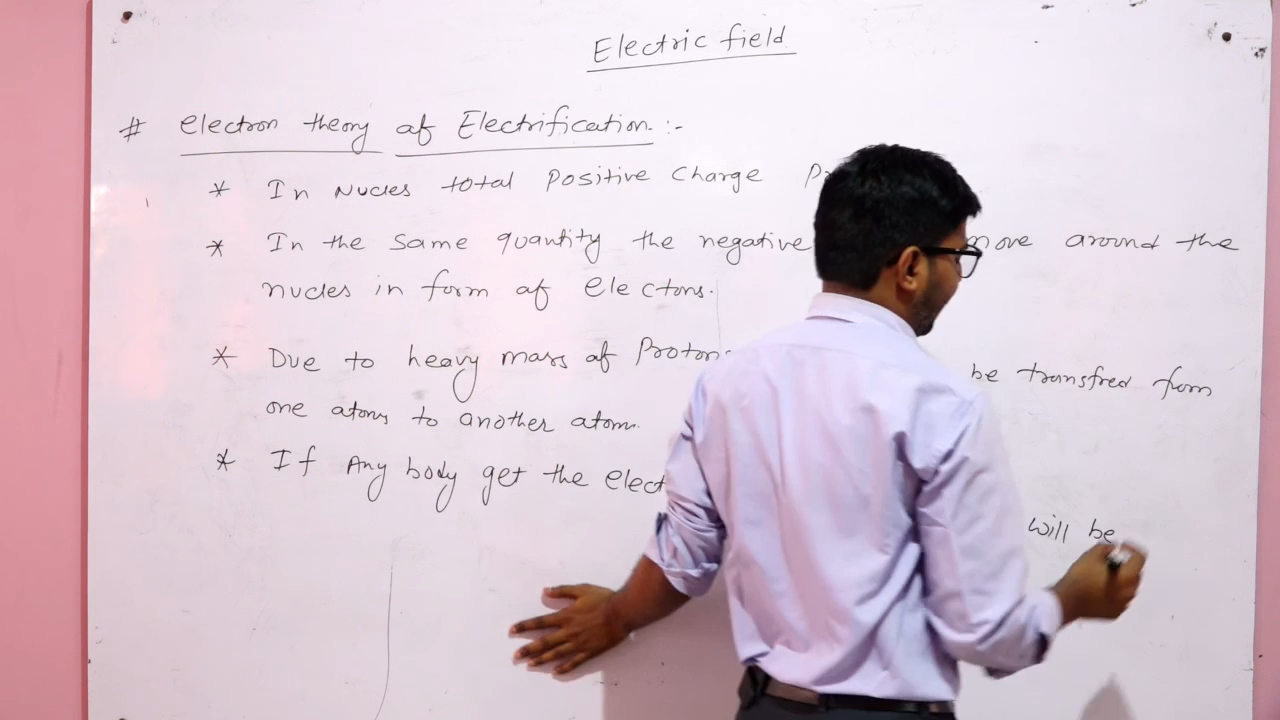 Electric field
# electron theory of Electrification :-
* In Nucles total positive charge
* In the same quantity the negative move around the
nucles in form of electons.
* Due to heavy mass of Proton be transfred from
one atom to another atom.
* If Any body get the elect will be